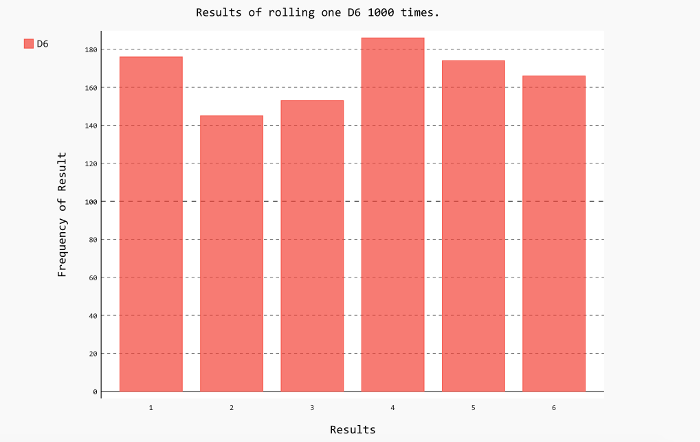 Results of rolling one D6 1000 times.
D6
Frequency of Result
180
160
140
120
100
80
60
40
20
0
1 2 3 4 5 6
Results